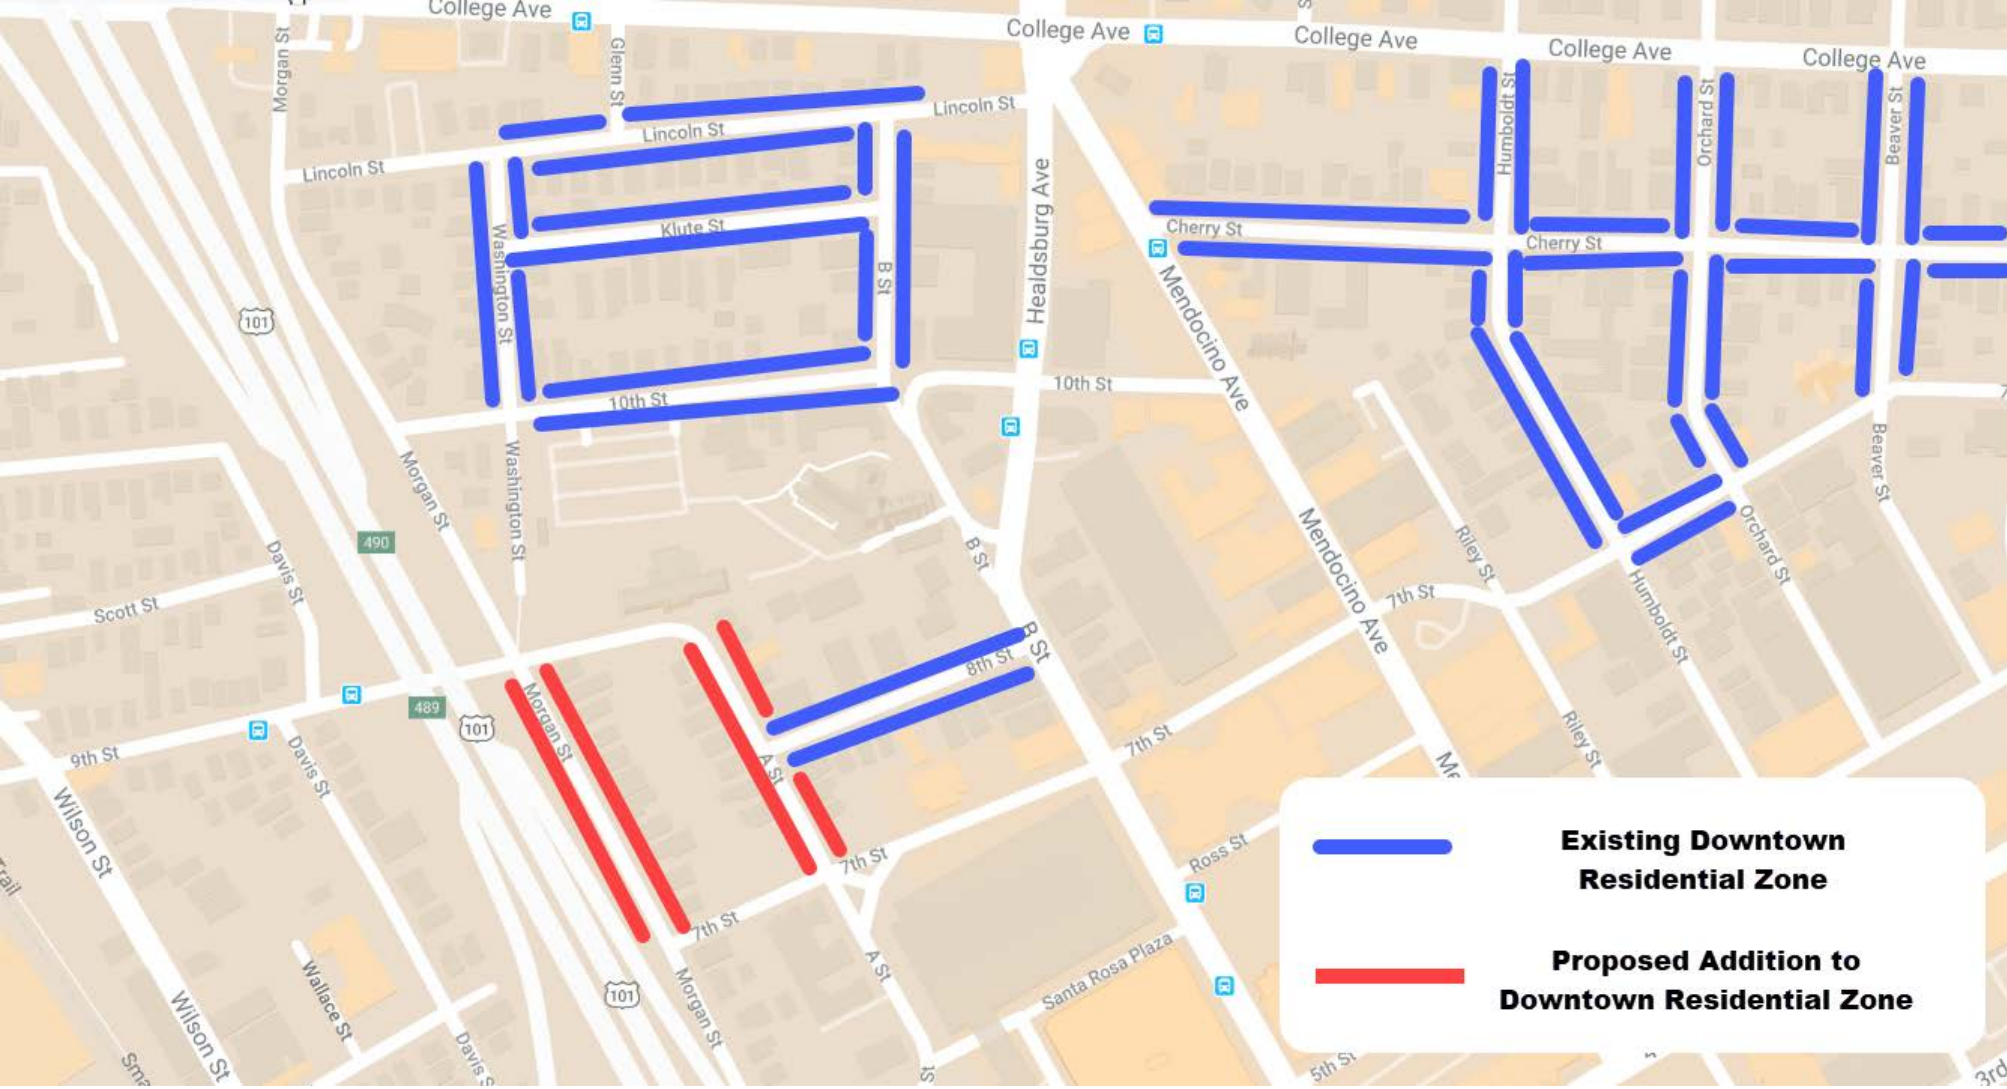 College Ave
College Ave
College Ave
College Ave
College Ave
Morgan St
Glenn St
Lincoln St
Lincoln St
Lincoln St
Humboldt St
Orchard St
Beaver St
Healdsburg Ave
Klute St
Washington St
B St
Cherry St
Cherry St
101
Mendocino Ave
10th St
10th St
Morgan St
Washington St
Beaver St
490
Davis St
B St
Mendocino Ave
Riley St
Orchard St
Scott St
7th St
Humboldt St
B St
8th St
489
101
Morgan St
9th St
Davis St
A St
7th St
Riley St
Wilson St
7th St
Ross St
Existing Downtown
Residential Zone
7th St
Wallace St
A St
Santa Rosa Plaza
Proposed Addition to
Downtown Residential Zone
101
Morgan St
Wilson St
Davis S
5th St
3rd